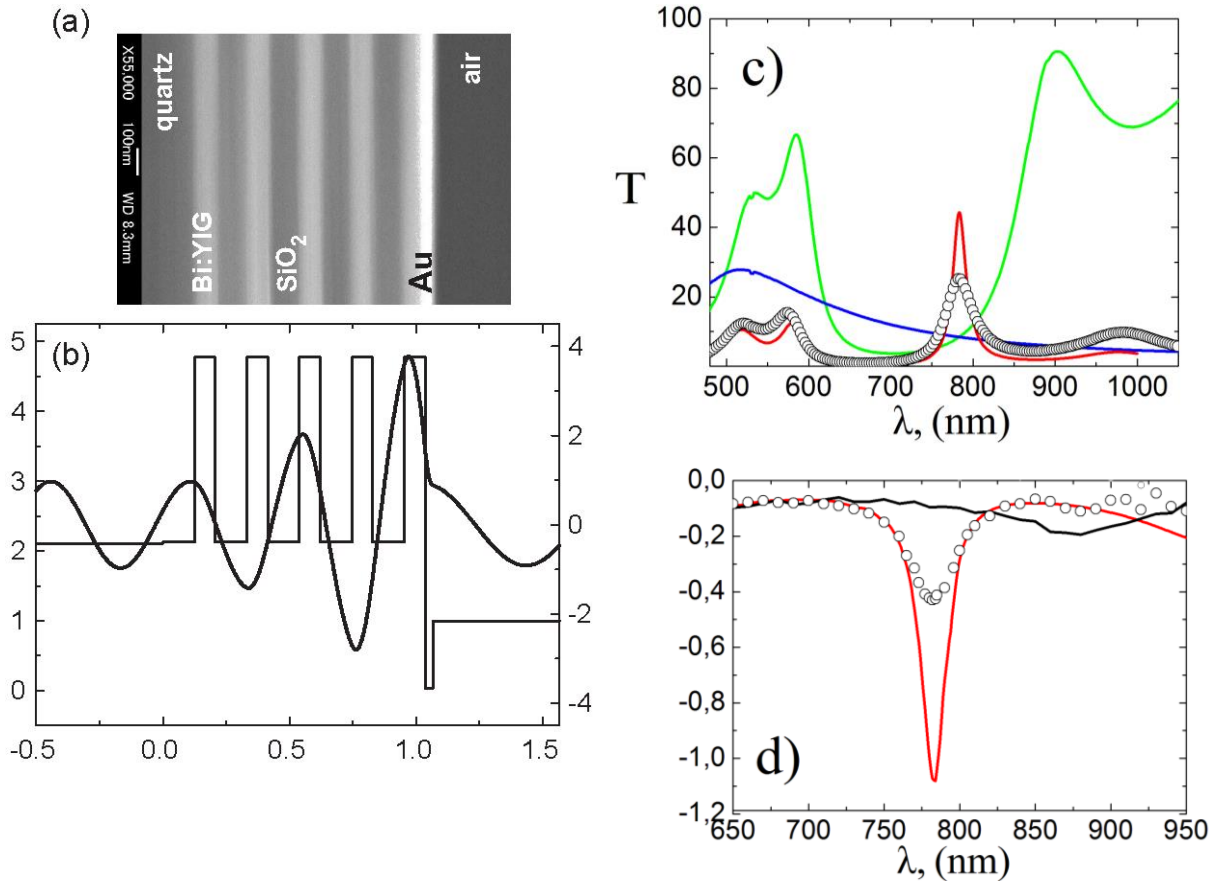 (a)
X55,000 100nm WD 8.3mm
quartz
Bi:YIG
SiO2
Au
air
(b)
5
4
3
2
1
0
4
2
0
-2
-4
-0.5 0.0 0.5 1.0 1.5
c)
T
100
80
60
40
20
500 600 700 800 900 1000
λ, (nm)
d)
0,0
-0,2
-0,4
-0,6
-0,8
-1,0
-1,2
650 700 750 800 850 900 950
λ, (nm)